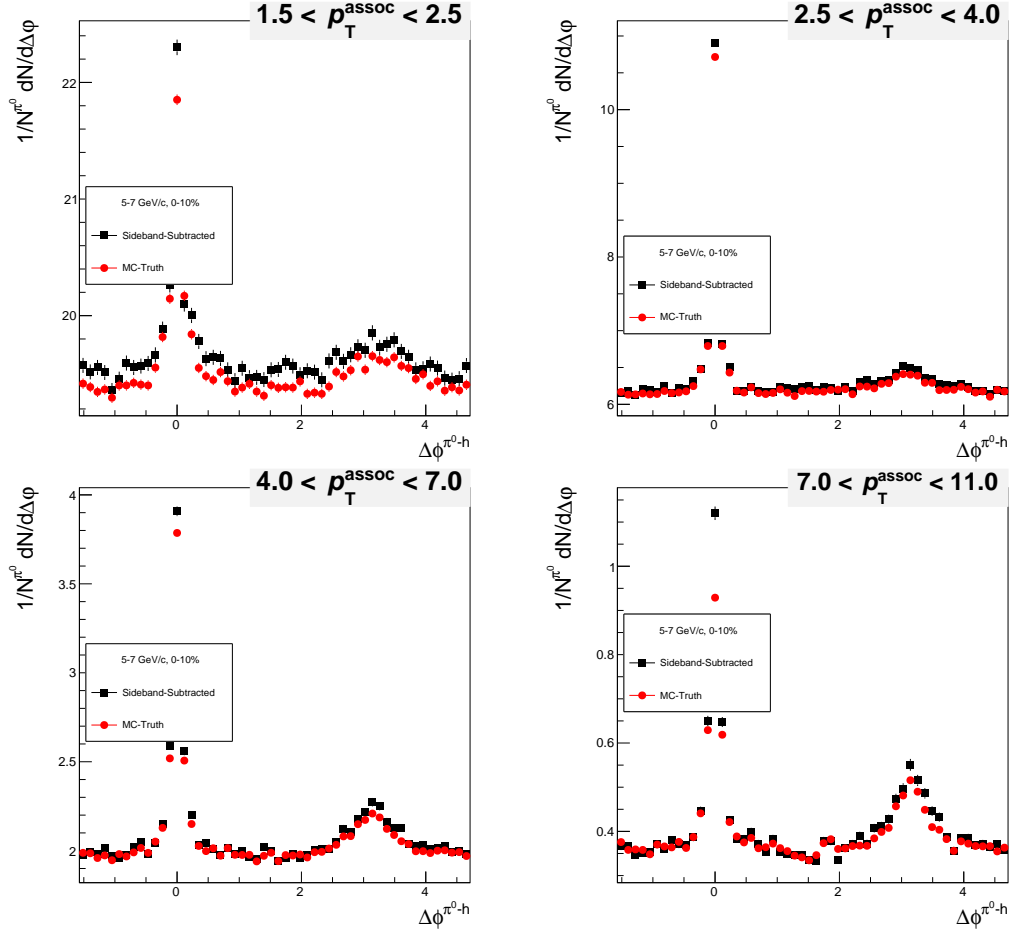 1.5 < p_T^assoc < 2.5
1/N^π⁰ dN/dΔφ
22
21
20
5-7 GeV/c, 0-10%
Sideband-Subtracted
MC-Truth
0 2 4
Δϕ^π⁰-h
2.5 < p_T^assoc < 4.0
1/N^π⁰ dN/dΔφ
10
8
6
5-7 GeV/c, 0-10%
Sideband-Subtracted
MC-Truth
0 2 4
Δϕ^π⁰-h
4.0 < p_T^assoc < 7.0
1/N^π⁰ dN/dΔφ
4
3.5
3
2.5
2
5-7 GeV/c, 0-10%
Sideband-Subtracted
MC-Truth
0 2 4
Δϕ^π⁰-h
7.0 < p_T^assoc < 11.0
1/N^π⁰ dN/dΔφ
1
0.8
0.6
0.4
5-7 GeV/c, 0-10%
Sideband-Subtracted
MC-Truth
0 2 4
Δϕ^π⁰-h